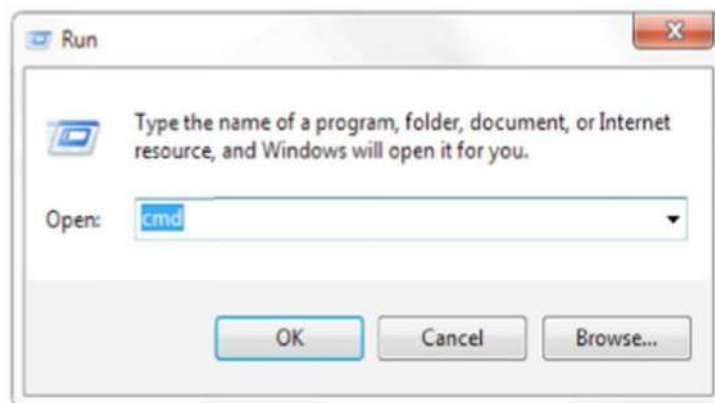 Run
Type the name of a program, folder, document, or Internet
resource, and Windows will open it for you.
Open: cmd
OK Cancel Browse...